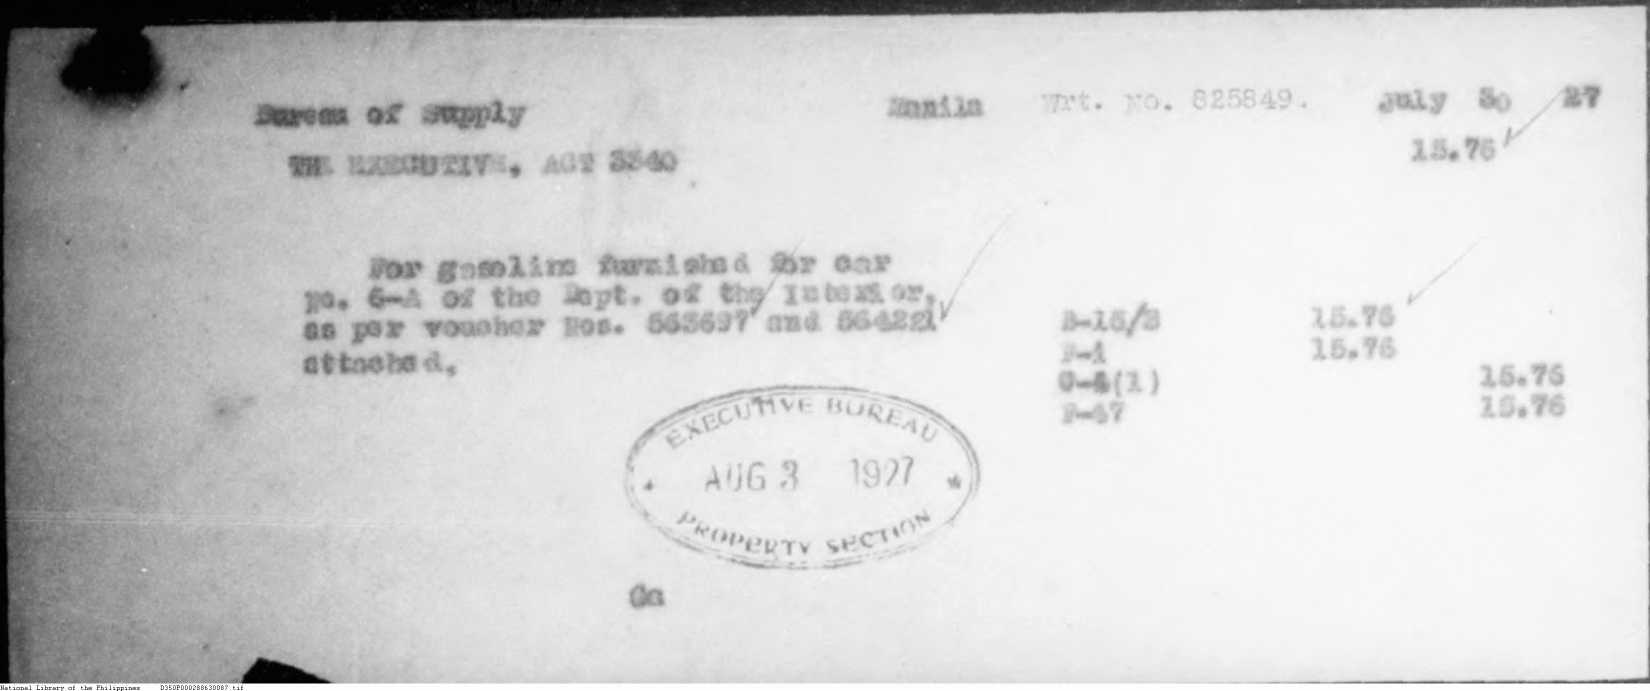 Bureau of Supply Manila Wrt. No. 825849. July 30 27
15.76
THE EXECUTIVE, ACT 3340
For gasoline furnished for car
no. 6-A of the Dept. of the Interior,
as per voucher Nos. 563697 and 564221
attached.
B-15/3 15.76
F-4 15.76
(1) 15.76
F-47 15.76
EXECUTIVE BUREAU
AUG 3 1927
PROPERTY SECTION
National Library of the Philippines D350P000288630087.tif